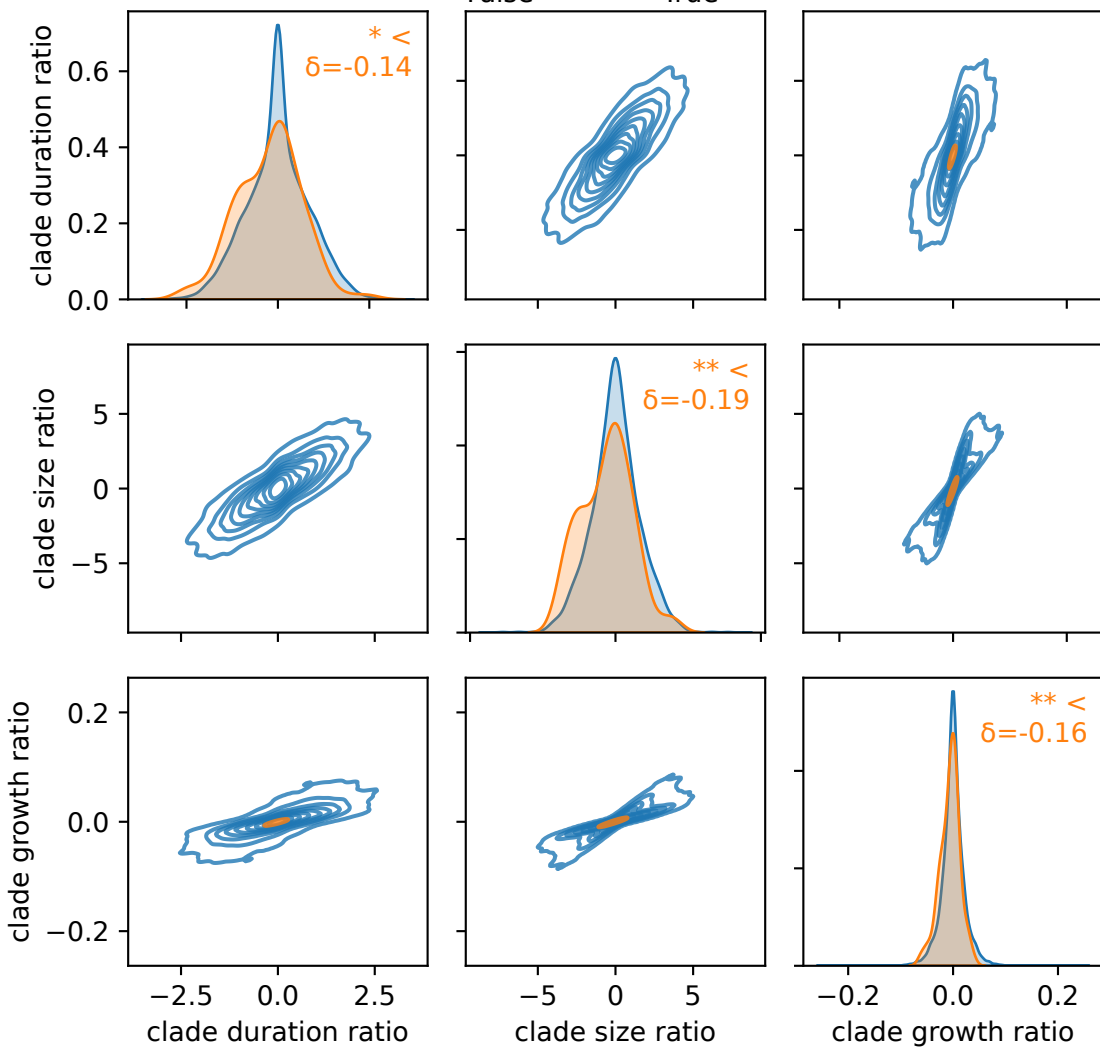 clade duration ratio
0.6
0.4
0.2
0.0
* <
δ=-0.14
clade size ratio
5
0
−5
** <
δ=-0.19
clade growth ratio
0.2
0.0
−0.2
** <
δ=-0.16
−2.5 0.0 2.5
−5 0 5
−0.2 0.0 0.2
clade duration ratio
clade size ratio
clade growth ratio